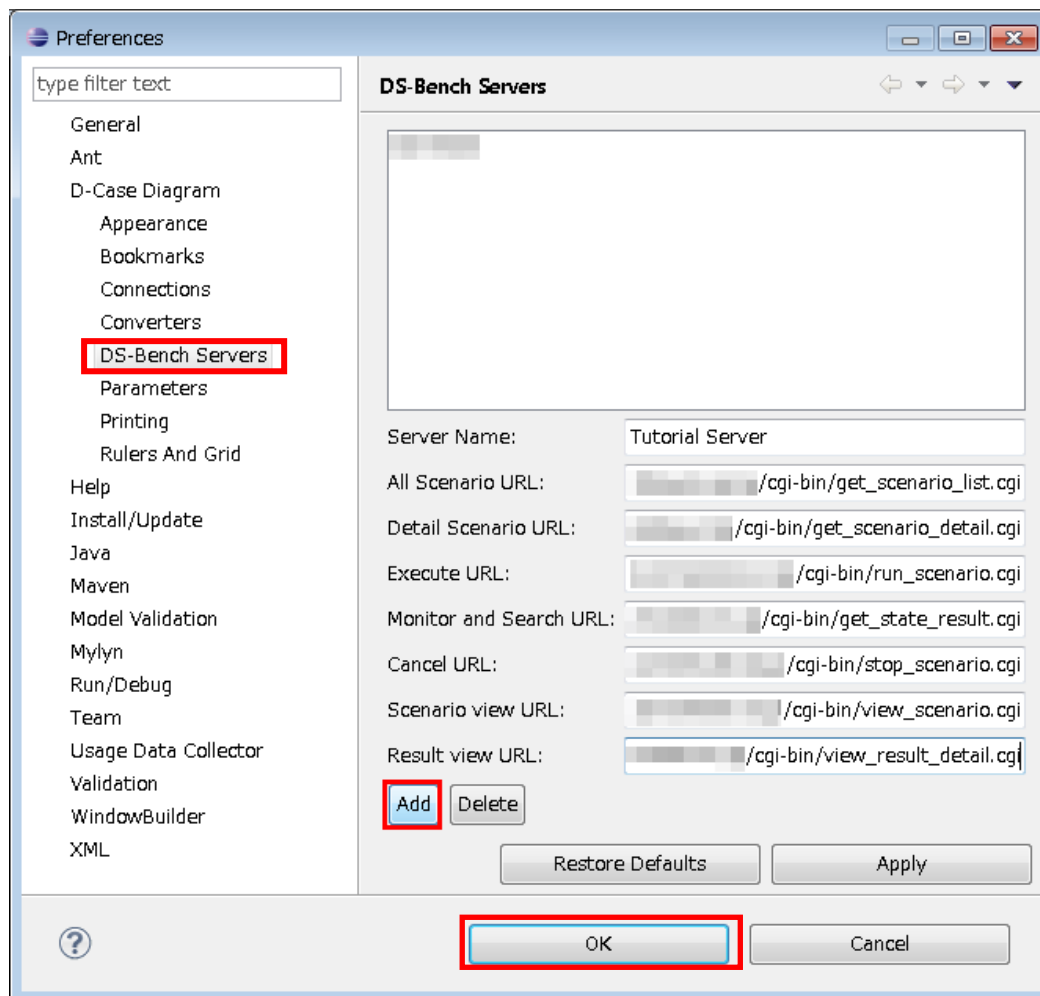 Preferences
type filter text
General
Ant
D-Case Diagram
Appearance
Bookmarks
Connections
Converters
DS-Bench Servers
Parameters
Printing
Rulers And Grid
Help
Install/Update
Java
Maven
Model Validation
Mylyn
Run/Debug
Team
Usage Data Collector
Validation
WindowBuilder
XML
DS-Bench Servers
Server Name: Tutorial Server
All Scenario URL: /cgi-bin/get_scenario_list.cgi
Detail Scenario URL: /cgi-bin/get_scenario_detail.cgi
Execute URL: /cgi-bin/run_scenario.cgi
Monitor and Search URL: /cgi-bin/get_state_result.cgi
Cancel URL: /cgi-bin/stop_scenario.cgi
Scenario view URL: /cgi-bin/view_scenario.cgi
Result view URL: /cgi-bin/view_result_detail.cgi
Add Delete
Restore Defaults Apply
? OK Cancel